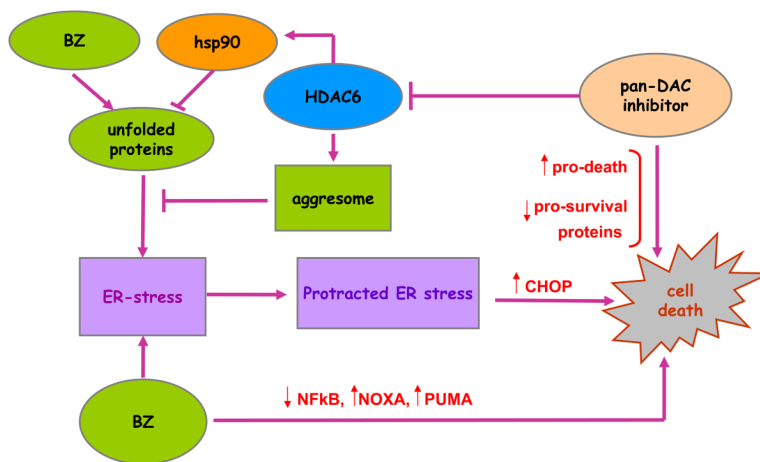 BZ
hsp90
HDAC6
pan-DAC
inhibitor
unfolded
proteins
↑ pro-death
aggresome
↓ pro-survival
proteins
ER-stress
Protracted ER stress
↑ CHOP
cell
death
BZ
↓ NFkB, ↑NOXA, ↑PUMA